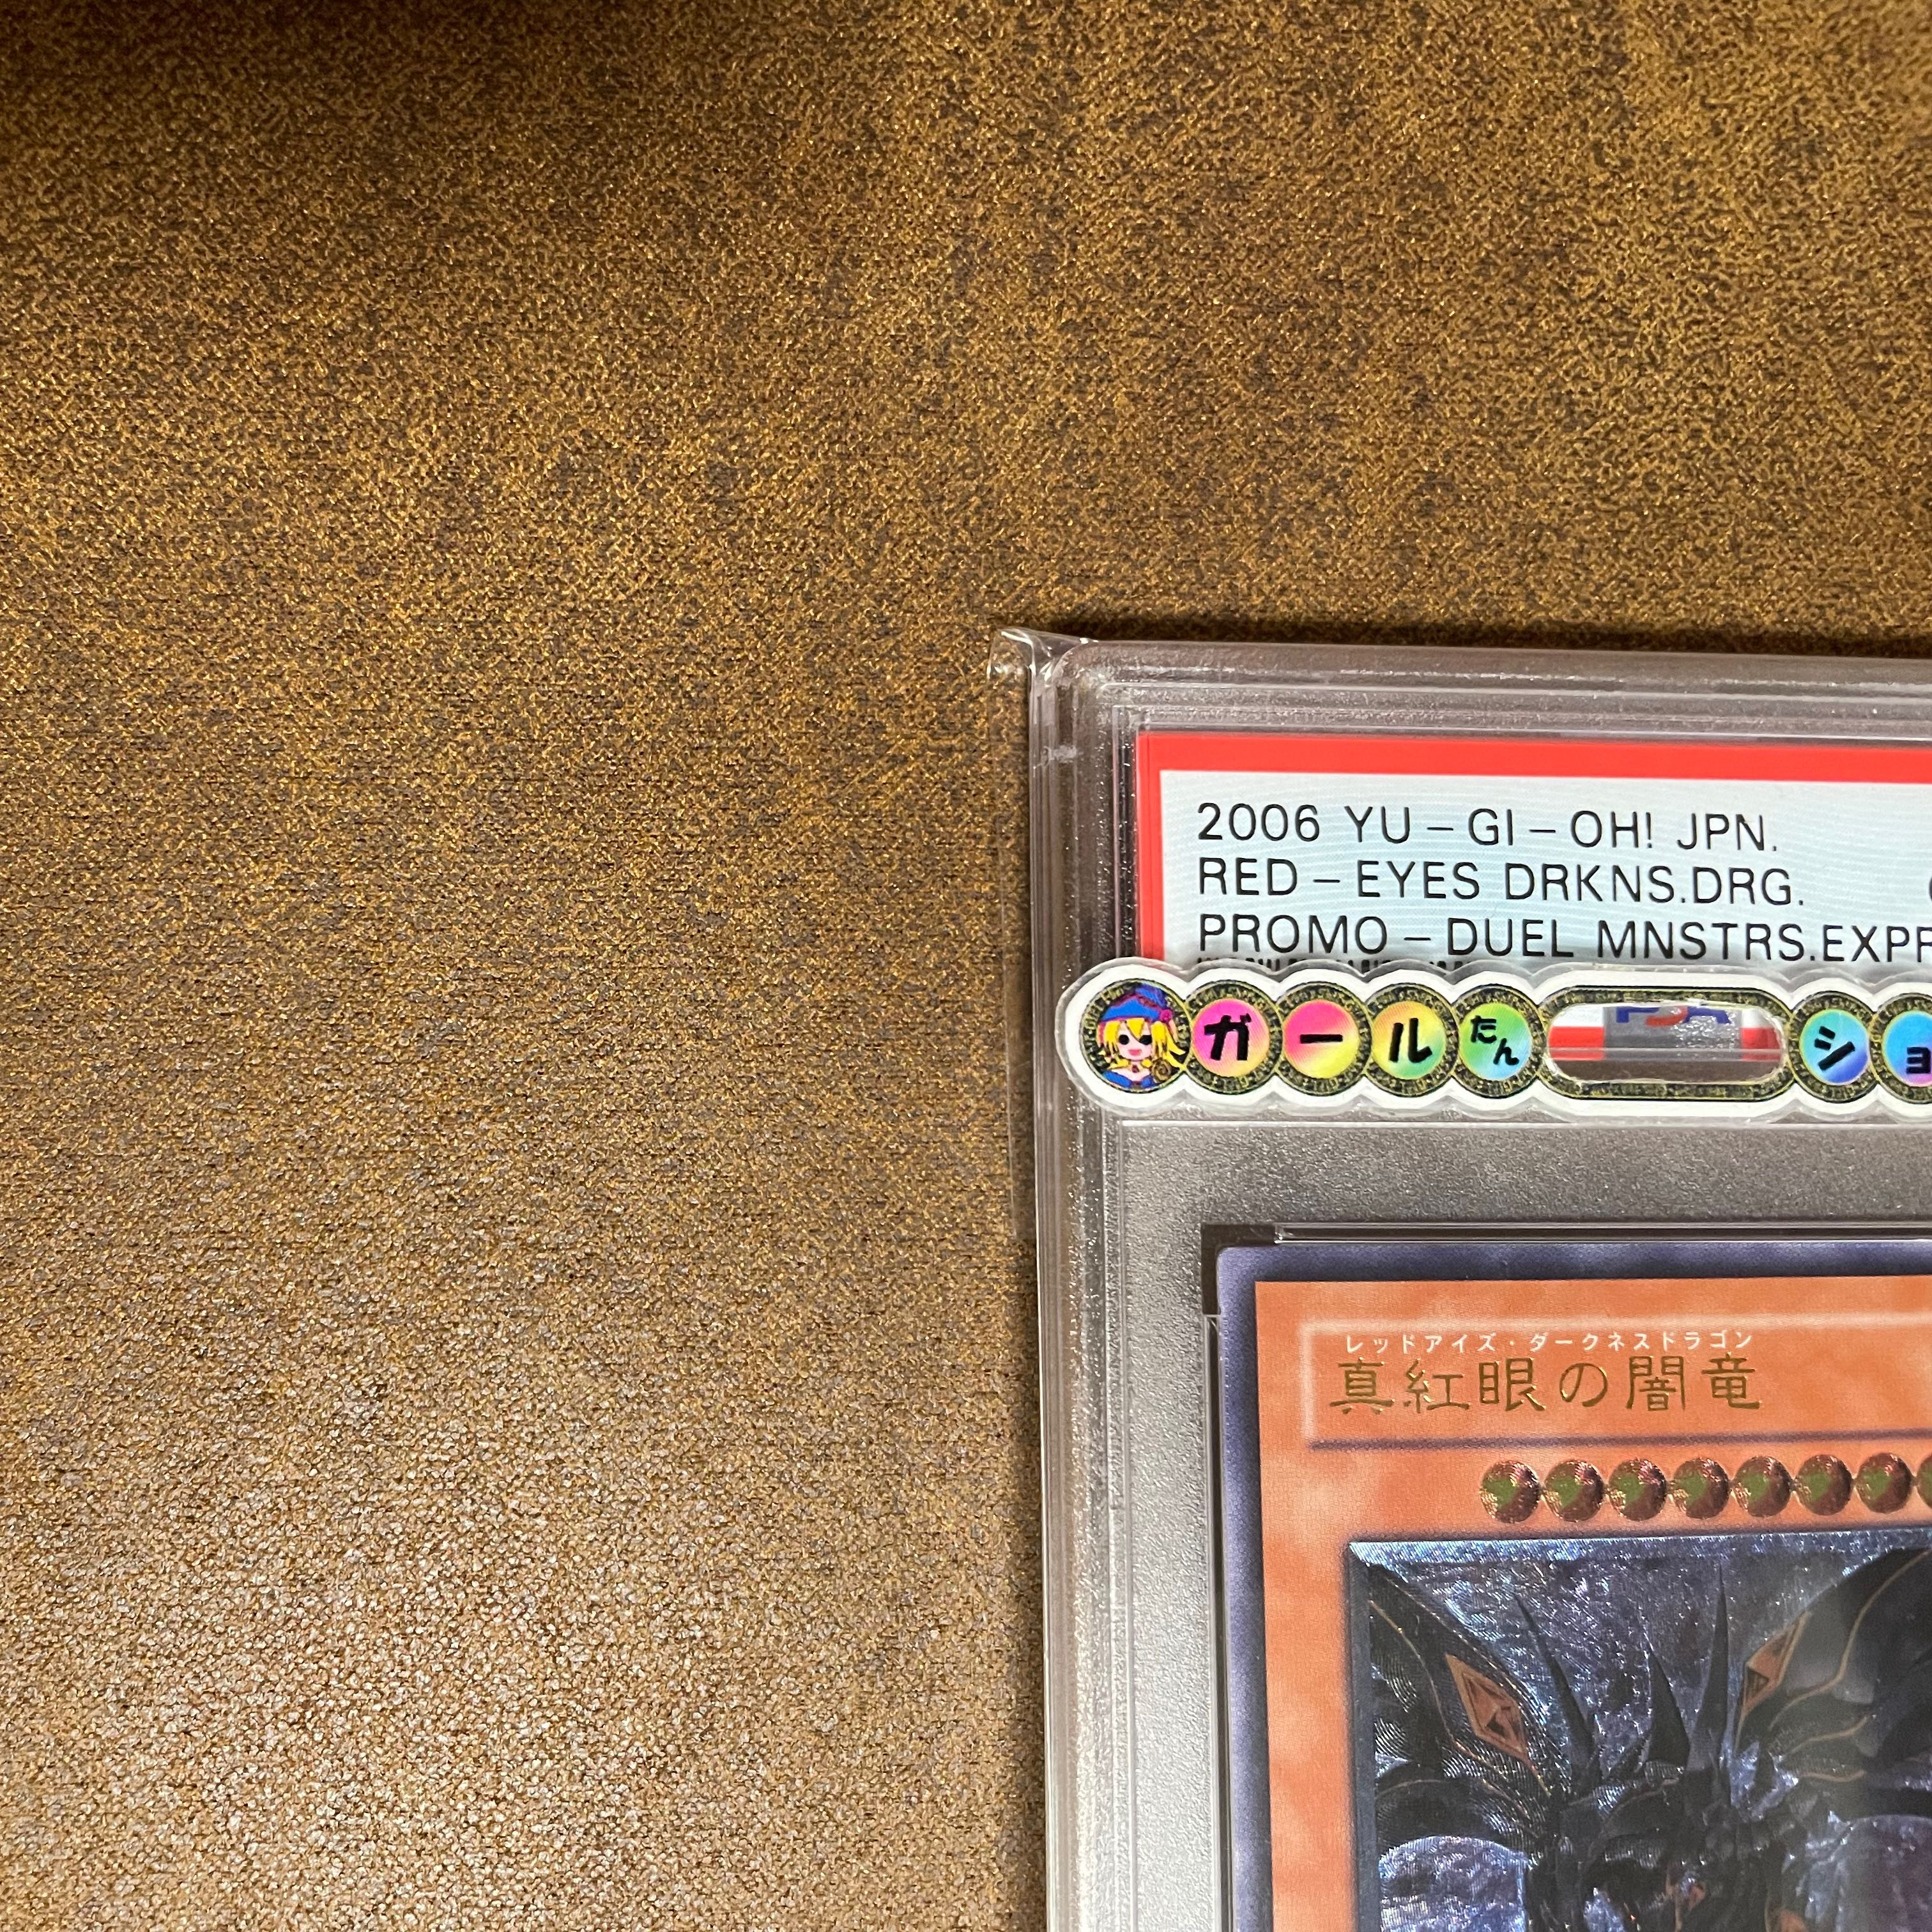 2006 YU-GI-OH! JPN.
RED-EYES DRKNS.DRG.
PROMO-DUEL MNSTRS.EXPR
ガールたん ショ
レッドアイズ・ダークネスドラゴン
真紅眼の闇竜